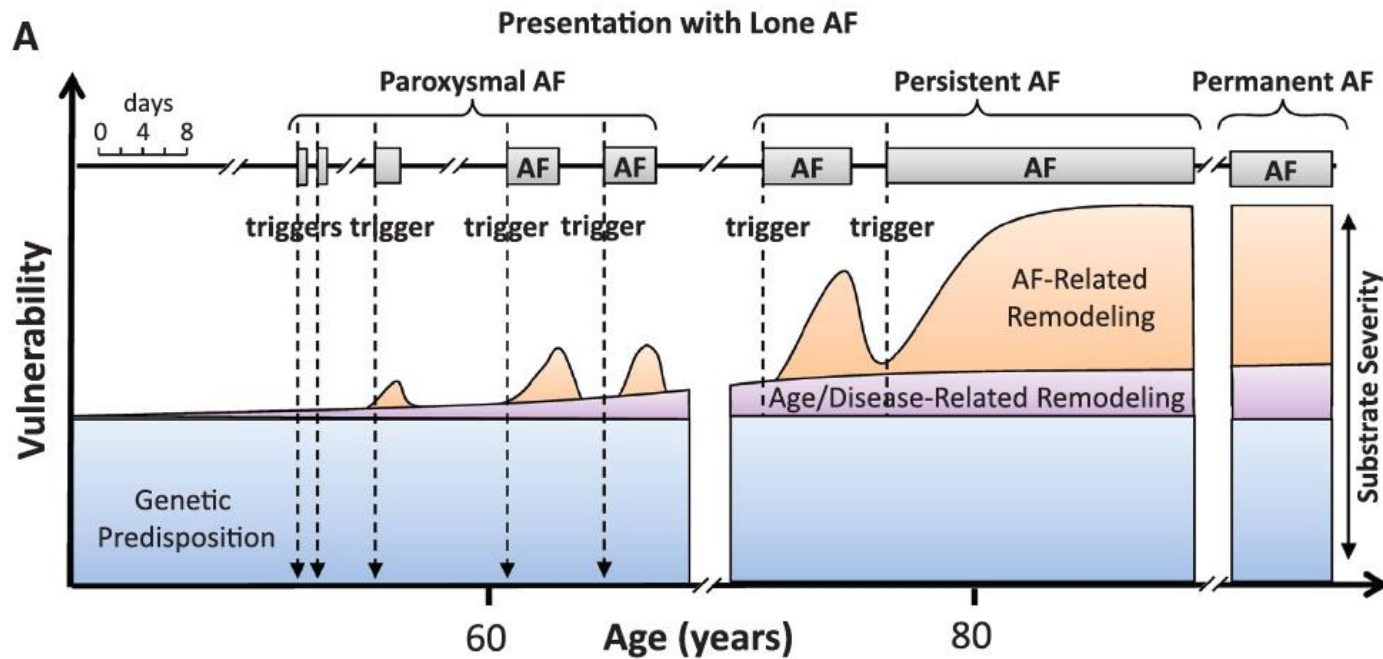 A
Presentation with Lone AF
Paroxysmal AF
Persistent AF
Permanent AF
days
0 4 8
AF
AF
AF
AF
AF
triggers
trigger
trigger
trigger
trigger
trigger
Vulnerability
AF-Related
Remodeling
Age/Disease-Related Remodeling
Genetic
Predisposition
Substrate Severity
60
80
Age (years)